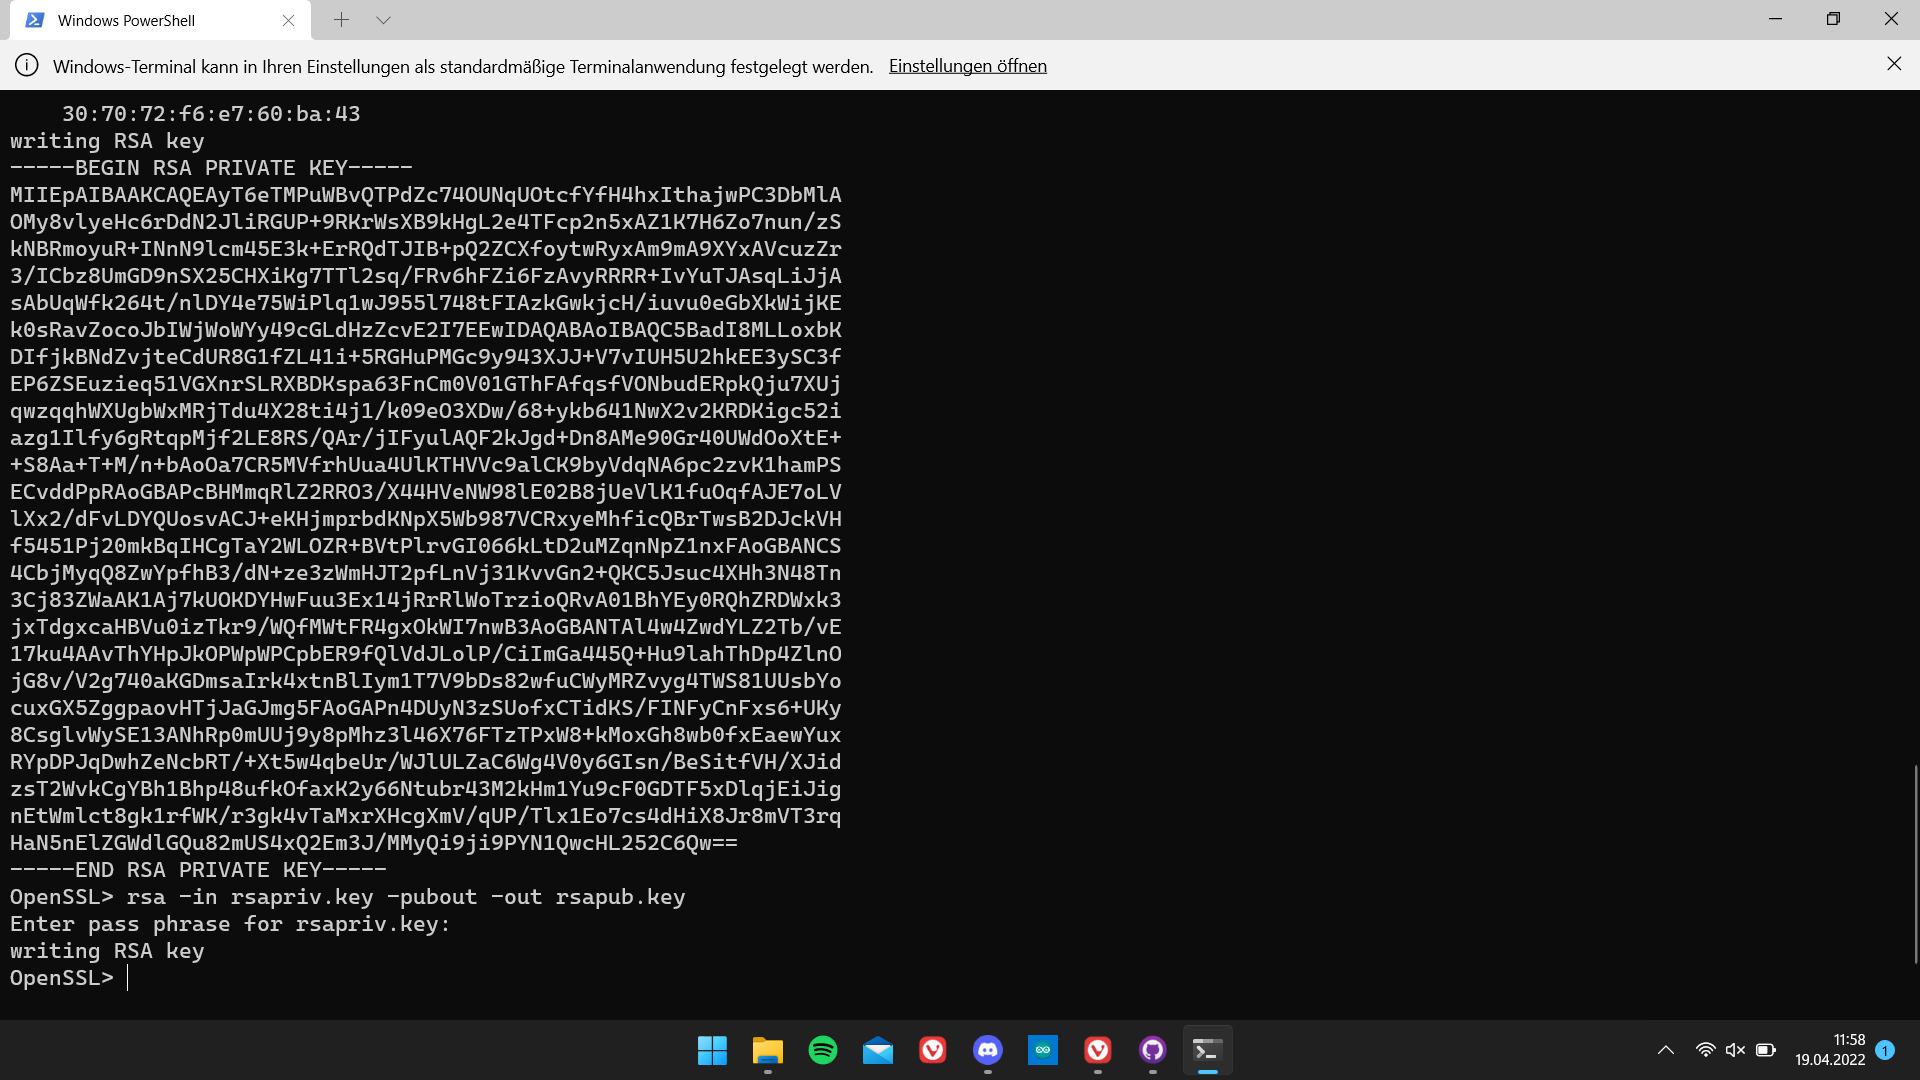 Windows PowerShell
Windows-Terminal kann in Ihren Einstellungen als standardmäßige Terminalanwendung festgelegt werden. Einstellungen öffnen
30:70:72:f6:e7:60:ba:43
writing RSA key
-----BEGIN RSA PRIVATE KEY-----
MIIEpAIBAAKCAQEAyT6eTMPuWBvQTPdZc74OUNqUOtcfYfH4hxIthajwPC3DbMlA
OMy8vlyeHc6rDdN2JliRGUP+9RKrWsXB9kHgL2e4TFcp2n5xAZ1K7H6Zo7nun/zS
kNBRmoyuR+INnN9lcm45E3k+ErRQdTJIB+pQ2ZCXfoytwRyxAm9mA9XYxAVcuzZr
3/ICbz8UmGD9nSX25CHXiKg7TTl2sq/FRv6hFZi6FzAvyRRRR+IvYuTJAsqLiJjA
sAbUqWfk264t/nlDY4e75WiPlq1wJ955l748tFIAzkGwkjcH/iuvu0eGbXkWijKE
k0sRavZocoJbIWjWoWYy49cGLdHzZcvE2I7EEwIDAQABAoIBAQC5BadI8MLLoxbK
DIfjkBNdZvjteCdUR8G1fZL41i+5RGHuPMGc9y943XJJ+V7vIUH5U2hkEE3ySC3f
EP6ZSEuzieq51VGXnrSLRXBDKspa63FnCm0V01GThFAfqsfVONbudERpkQju7XUj
qwzqqhWXUgbWxMRjTdu4X28ti4j1/k09eO3XDw/68+ykb641NwX2v2KRDKigc52i
azg1Ilfy6gRtqpMjf2LE8RS/QAr/jIFyulAQF2kJgd+Dn8AMe90Gr40UWdOoXtE+
+S8Aa+T+M/n+bAoOa7CR5MVfrhUua4UlKTHVVc9alCK9byVdqNA6pc2zvK1hamPS
ECvddPpRAoGBAPcBHMmqRlZ2RRO3/X44HVeNW98lE02B8jUeVlK1fuOqfAJE7oLV
lXx2/dFvLDYQUosvACJ+eKHjmprbdKNpX5Wb987VCRxyeMhficQBrTwsB2DJckVH
f5451Pj20mkBqIHCgTaY2WLOZR+BVtPlrvGI066kLtD2uMZqnNpZ1nxFAoGBANCS
4CbjMyqQ8ZwYpfhB3/dN+ze3zWmHJT2pfLnVj31KvvGn2+QKC5Jsuc4XHh3N48Tn
3Cj83ZWaAK1Aj7kUOKDYHwFuu3Ex14jRrRlWoTrzioQRvA01BhYEy0RQhZRDWxk3
jxTdgxcaHBVu0izTkr9/WQfMWtFR4gxOkWI7nwB3AoGBANTAl4w4ZwdYLZ2Tb/vE
17ku4AAvThYHpJkOPWpWPCpbER9fQlVdJLolP/CiImGa445Q+Hu9lahThDp4ZlnO
jG8v/V2g740aKGDmsaIrk4xtnBlIym1T7V9bDs82wfuCWyMRZvyg4TWS81UUsbYo
cuxGX5ZggpaovHTjJaGJmg5FAoGAPn4DUyN3zSUofxCTidKS/FINFyCnFxs6+UKy
8CsglvWySE13ANhRp0mUUj9y8pMhz3l46X76FTzTPxW8+kMoxGh8wb0fxEaewYux
RYpDPJqDwhZeNcbRT/+Xt5w4qbeUr/WJlULZaC6Wg4V0y6GIsn/BeSitfVH/XJid
zsT2WvkCgYBh1Bhp48ufkOfaxK2y66Ntubr43M2kHm1Yu9cF0GDTF5xDlqjEiJig
nEtWmlct8gk1rfWK/r3gk4vTaMxrXHcgXmV/qUP/Tlx1Eo7cs4dHiX8Jr8mVT3rq
HaN5nElZGWdlGQu82mUS4xQ2Em3J/MMyQi9ji9PYN1QwcHL252C6Qw==
-----END RSA PRIVATE KEY-----
OpenSSL> rsa -in rsapriv.key -pubout -out rsapub.key
Enter pass phrase for rsapriv.key:
writing RSA key
OpenSSL>
11:58
19.04.2022
1